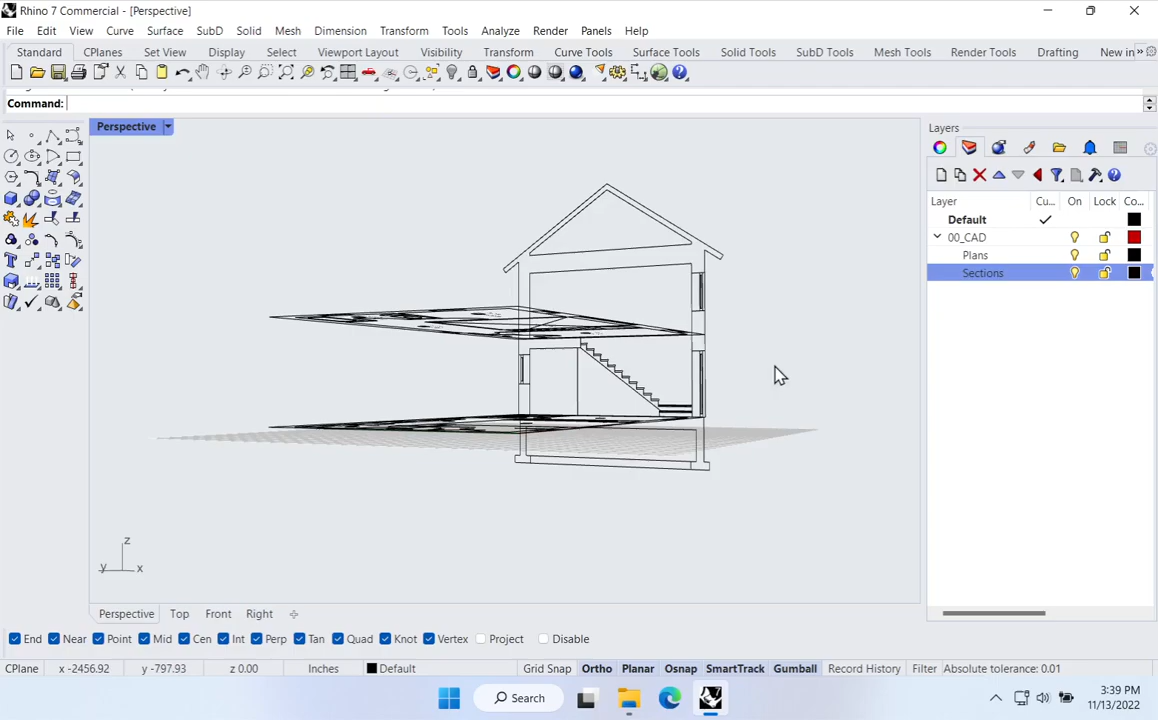 Rhino 7 Commercial - [Perspective]
File Edit View Curve Surface SubD Solid Mesh Dimension Transform Tools Analyze Render Panels Help
Standard CPlanes Set View Display Select Viewport Layout Visibility Transform Curve Tools Surface Tools Solid Tools SubD Tools Mesh Tools Render Tools Drafting New in
Command:
Perspective
Layers
Layer Cu... On Lock Co...
Default
00_CAD
Plans
Sections
z
y x
Perspective Top Front Right
End Near Point Mid Cen Int Perp Tan Quad Knot Vertex Project Disable
CPlane x -2456.92 y -797.93 z 0.00 Inches Default Grid Snap Ortho Planar Osnap SmartTrack Gumball Record History Filter Absolute tolerance: 0.01
Search
3:39 PM
11/13/2022